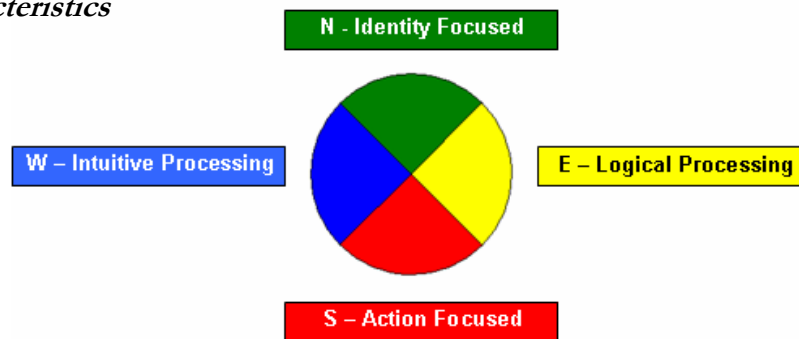 N - Identity Focused
W – Intuitive Processing
E – Logical Processing
S – Action Focused